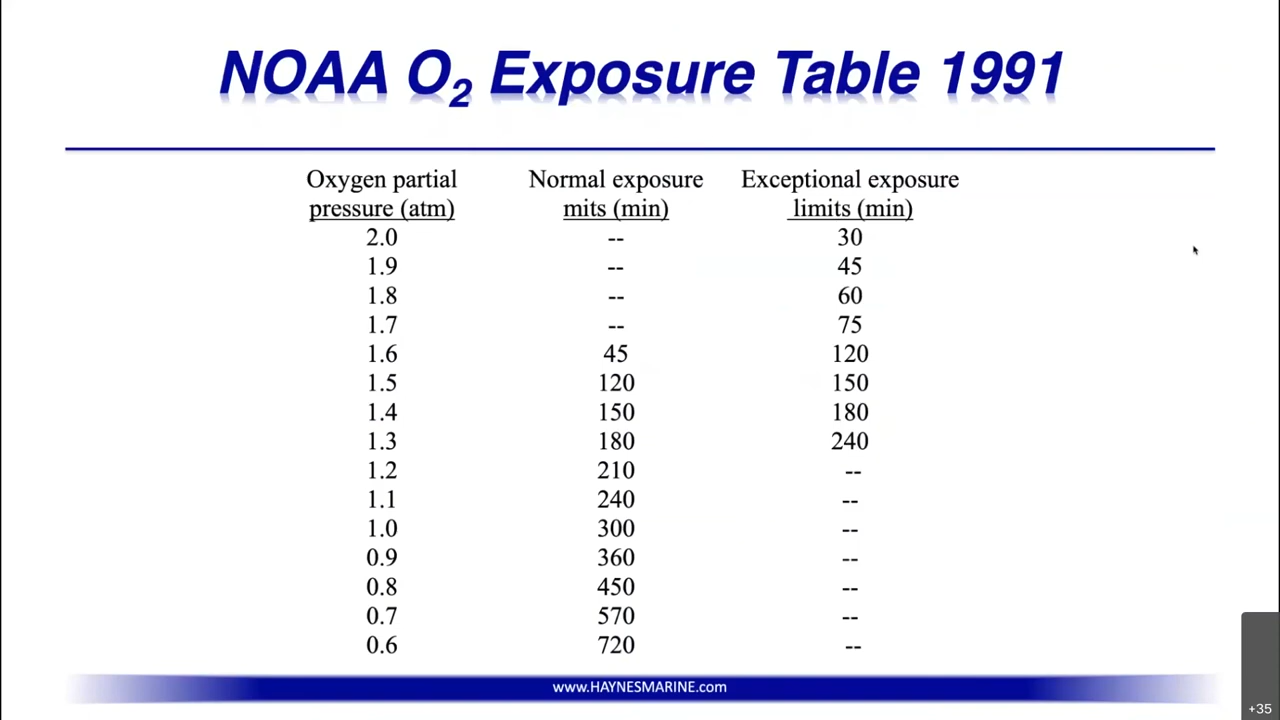 NOAA O2 Exposure Table 1991
Oxygen partial pressure (atm) Normal exposure mits (min) Exceptional exposure limits (min)
2.0 -- 30
1.9 -- 45
1.8 -- 60
1.7 -- 75
1.6 45 120
1.5 120 150
1.4 150 180
1.3 180 240
1.2 210 --
1.1 240 --
1.0 300 --
0.9 360 --
0.8 450 --
0.7 570 --
0.6 720 --
www.HAYNESMARINE.com
+35